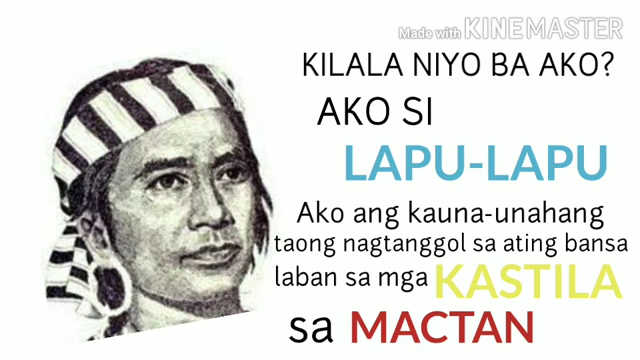 Made with KINEMASTER
KILALA NIYO BA AKO?
AKO SI
LAPU-LAPU
Ako ang kauna-unahang
taong nagtanggol sa ating bansa
laban sa mga KASTILA
sa MACTAN